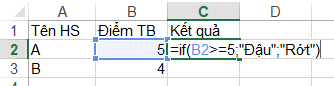 A B C D
1 Tên HS Điểm TB Kết quả
2 A 5 =if(B2>=5;"Đậu";"Rớt")
3 B 4